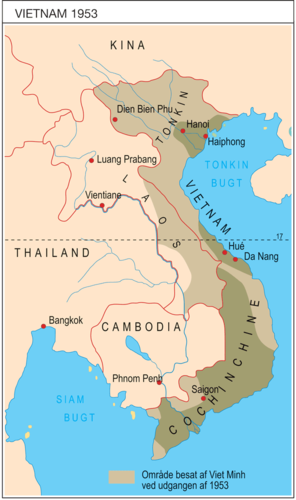 VIETNAM 1953
KINA
Dien Bien Phu
TONKIN
Hanoi
Haiphong
Luang Prabang
TONKIN
BUGT
LAOS
Vientiane
VIETNAM
17
Hué
Da Nang
THAILAND
Bangkok
CAMBODIA
COCHINCHINE
Phnom Penh
Saigon
SIAM
BUGT
Område besat af Viet Minh
ved udgangen af 1953